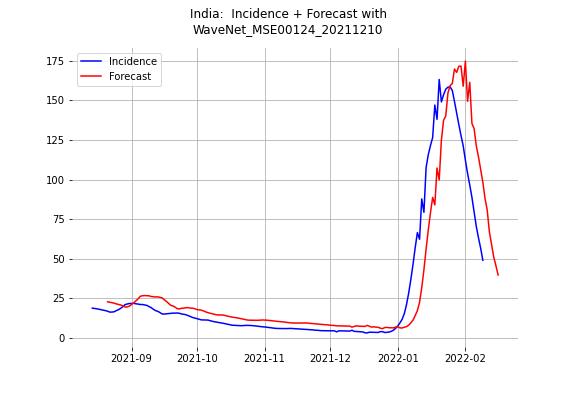 India:  Incidence + Forecast with
WaveNet_MSE00124_20211210
Incidence
Forecast
175
150
125
100
75
50
25
0
2021-09 2021-10 2021-11 2021-12 2022-01 2022-02